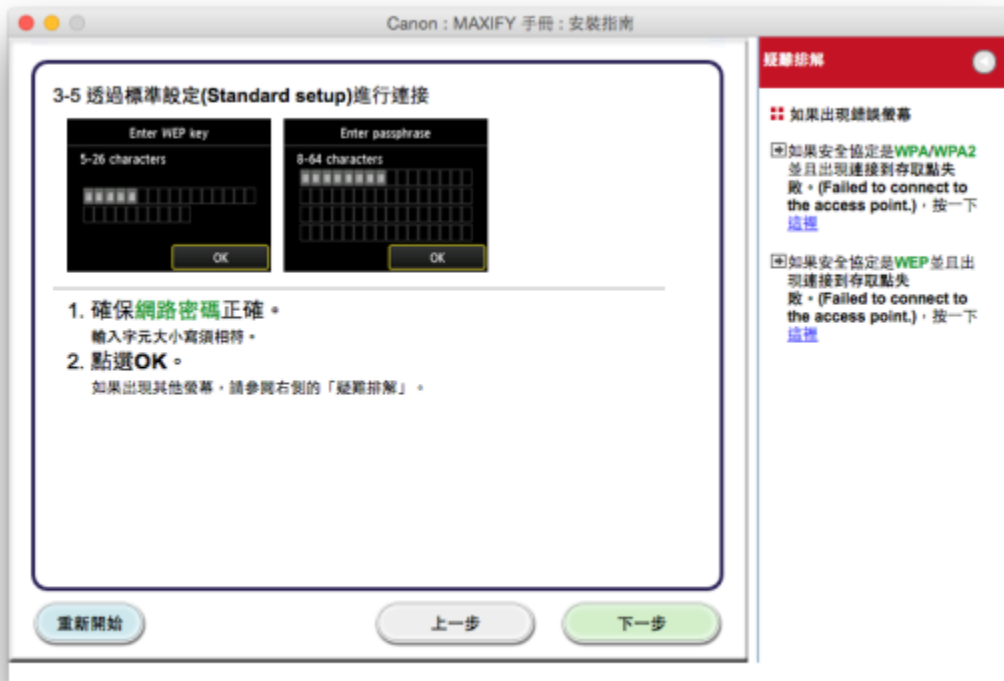 Canon : MAXIFY 手冊 : 安裝指南
3-5 透過標準設定(Standard setup)進行連接
Enter WEP key
5-26 characters
OK
Enter passphrase
8-64 characters
OK
1. 確保網路密碼正確。
輸入字元大小寫須相符。
2. 點選OK。
如果出現其他螢幕,請參閱右側的「疑難排解」。
重新開始
上一步
下一步
疑難排解
如果出現錯誤螢幕
如果安全協定是WPA/WPA2
並且出現連接到存取點失
敗。(Failed to connect to
the access point.),按一下
這裡
如果安全協定是WEP並且出
現連接到存取點失
敗。(Failed to connect to
the access point.),按一下
這裡